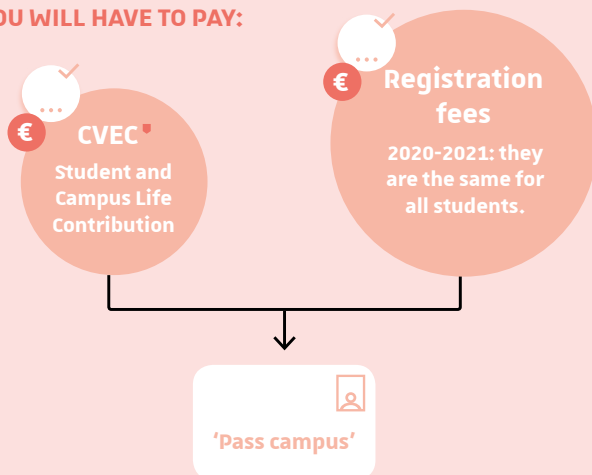 OU WILL HAVE TO PAY:
€
CVEC
Student and
Campus Life
Contribution
€
Registration
fees
2020-2021: they
are the same for
all students.
‘Pass campus’